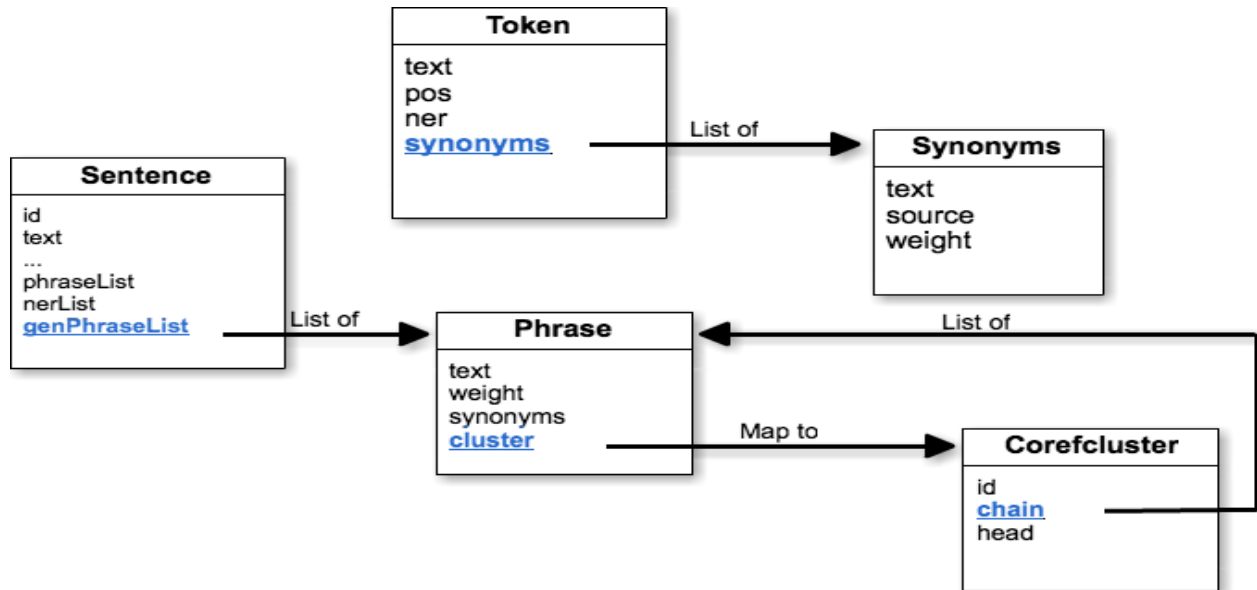 Token
text
pos
ner
synonyms
List of
Synonyms
text
source
weight
Sentence
id
text
...
phraseList
nerList
genPhraseList
List of
Phrase
text
weight
synonyms
cluster
List of
Map to
Corefcluster
id
chain
head